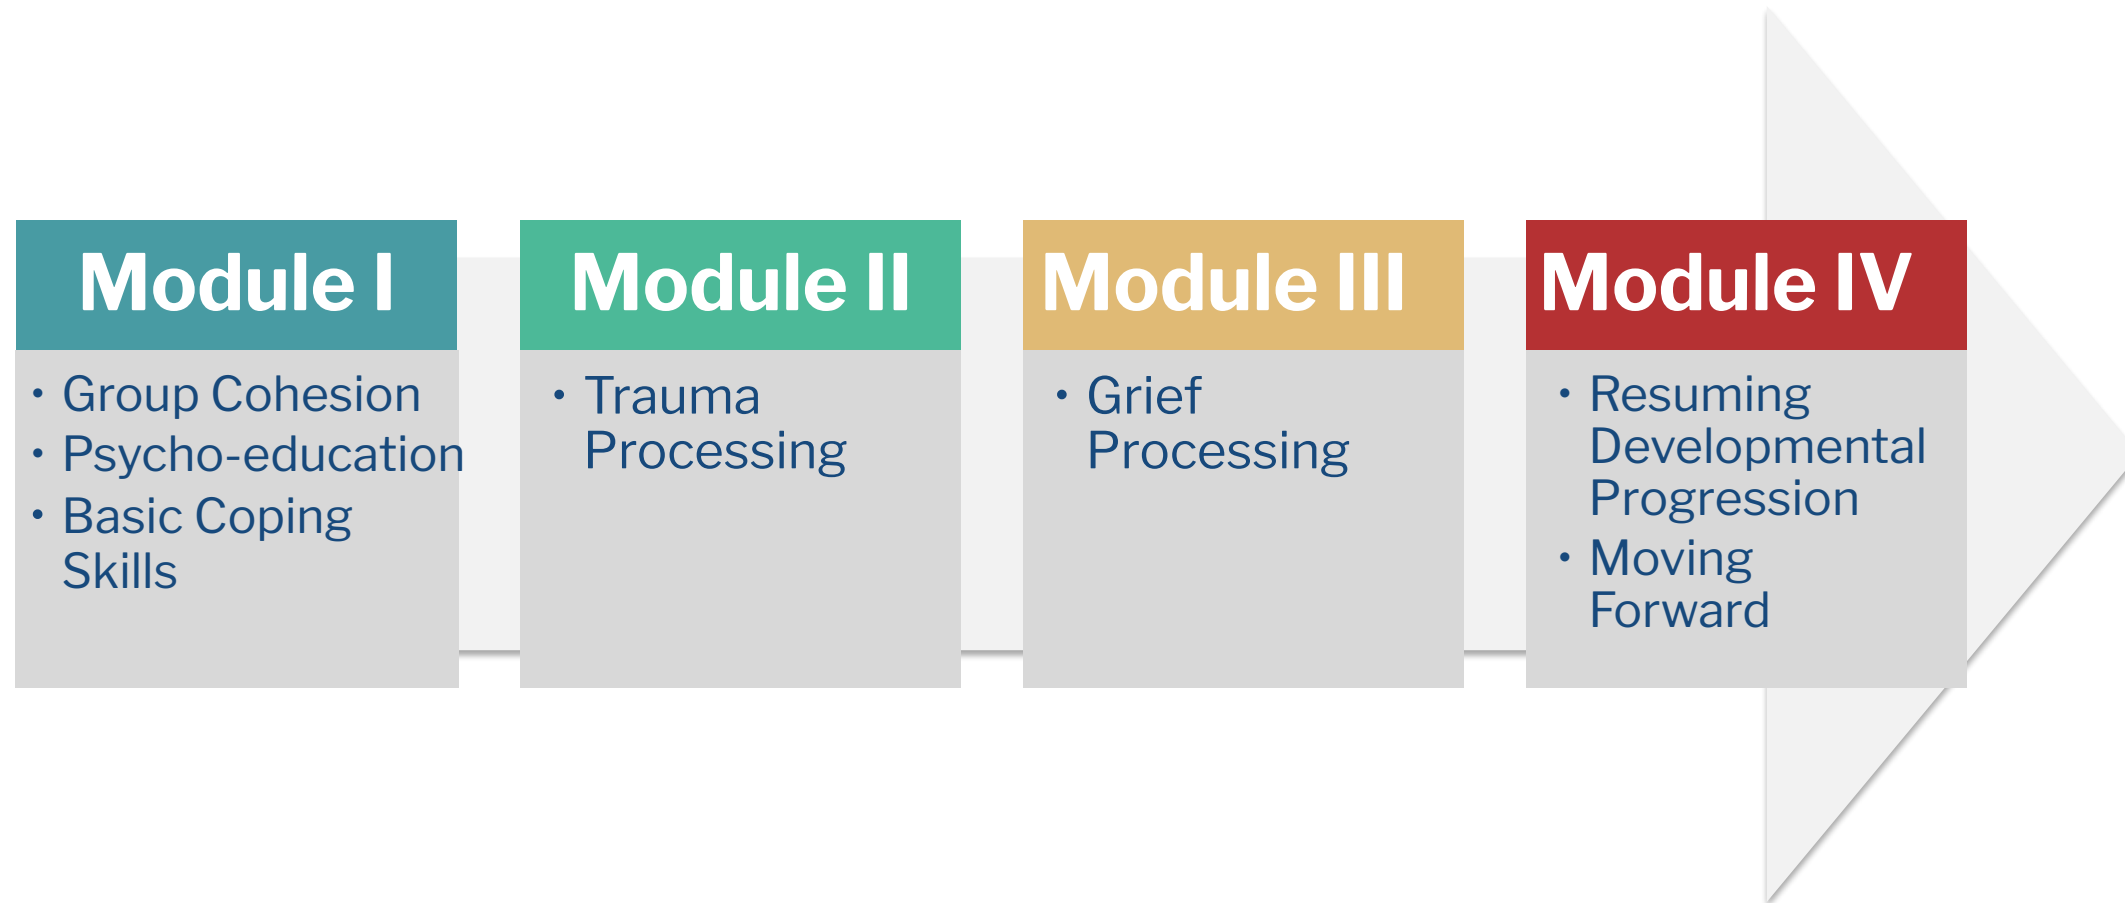 Module I
• Group Cohesion
• Psycho-education
• Basic Coping
Skills
Module II
• Trauma
Processing
Module III
• Grief
Processing
Module IV
• Resuming
Developmental
Progression
• Moving
Forward